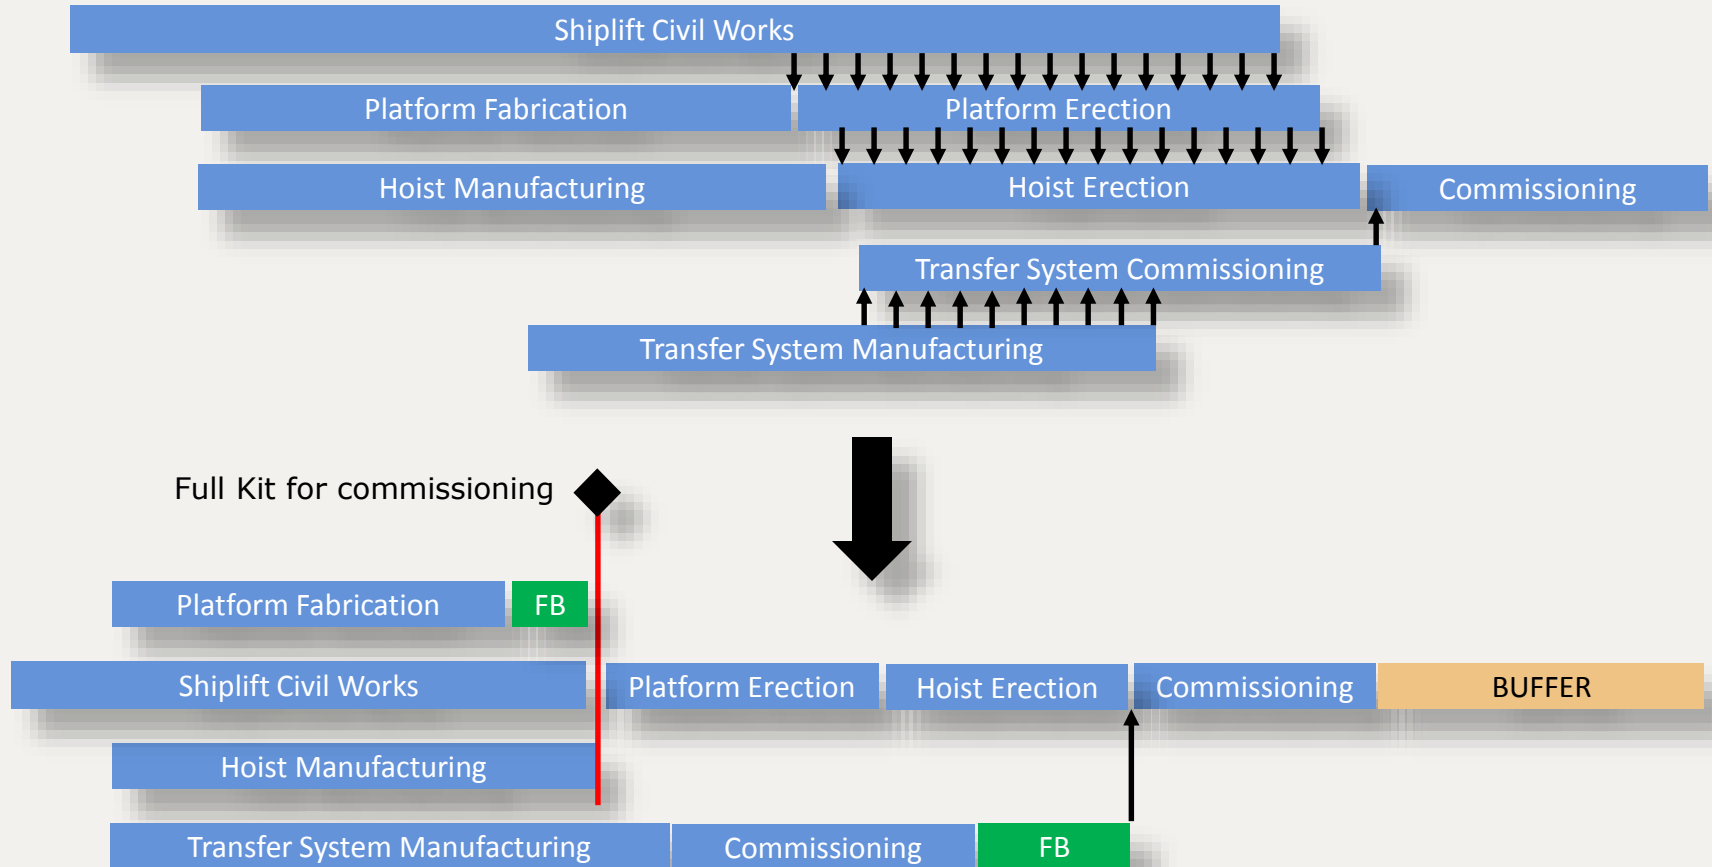 Shiplift Civil Works
Platform Fabrication
Platform Erection
Hoist Manufacturing
Hoist Erection
Commissioning
Transfer System Commissioning
Transfer System Manufacturing
Full Kit for commissioning
Platform Fabrication
FB
Shiplift Civil Works
Platform Erection
Hoist Erection
Commissioning
BUFFER
Hoist Manufacturing
Transfer System Manufacturing
Commissioning
FB